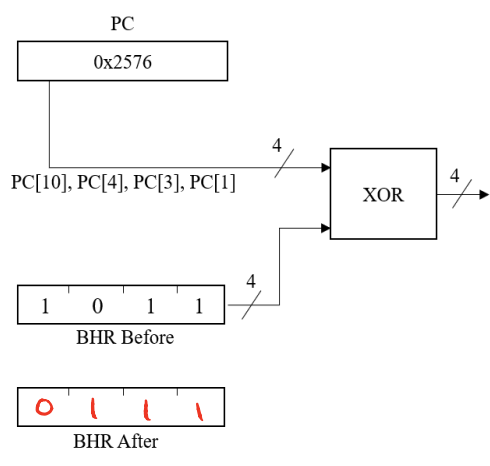 PC
0x2576
4
PC[10], PC[4], PC[3], PC[1]
XOR
4
4
1 0 1 1
BHR Before
0 1 1 1
BHR After